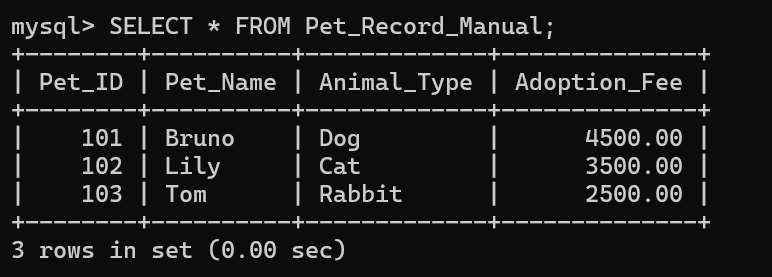 mysql> SELECT * FROM Pet_Record_Manual;
+--------+----------+-------------+--------------+
| Pet_ID | Pet_Name | Animal_Type | Adoption_Fee |
+--------+----------+-------------+--------------+
|    101 | Bruno    | Dog         |      4500.00 |
|    102 | Lily     | Cat         |      3500.00 |
|    103 | Tom      | Rabbit      |      2500.00 |
+--------+----------+-------------+--------------+
3 rows in set (0.00 sec)